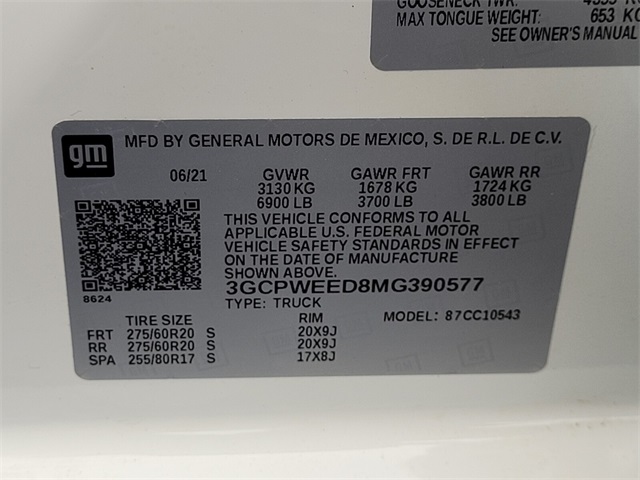 GOOSENECK TWR:
MAX TONGUE WEIGHT: 653 KG
SEE OWNER'S MANUAL
gm MFD BY GENERAL MOTORS DE MEXICO, S. DE R.L. DE C.V.
06/21 GVWR GAWR FRT GAWR RR
3130 KG 1678 KG 1724 KG
6900 LB 3700 LB 3800 LB
THIS VEHICLE CONFORMS TO ALL
APPLICABLE U.S. FEDERAL MOTOR
VEHICLE SAFETY STANDARDS IN EFFECT
ON THE DATE OF MANUFACTURE
SHOWN ABOVE.
8624
3GCPWEED8MG390577
TYPE: TRUCK
MODEL: 87CC10543
TIRE SIZE RIM
FRT 275/60R20 S 20X9J
RR 275/60R20 S 20X9J
SPA 255/80R17 S 17X8J